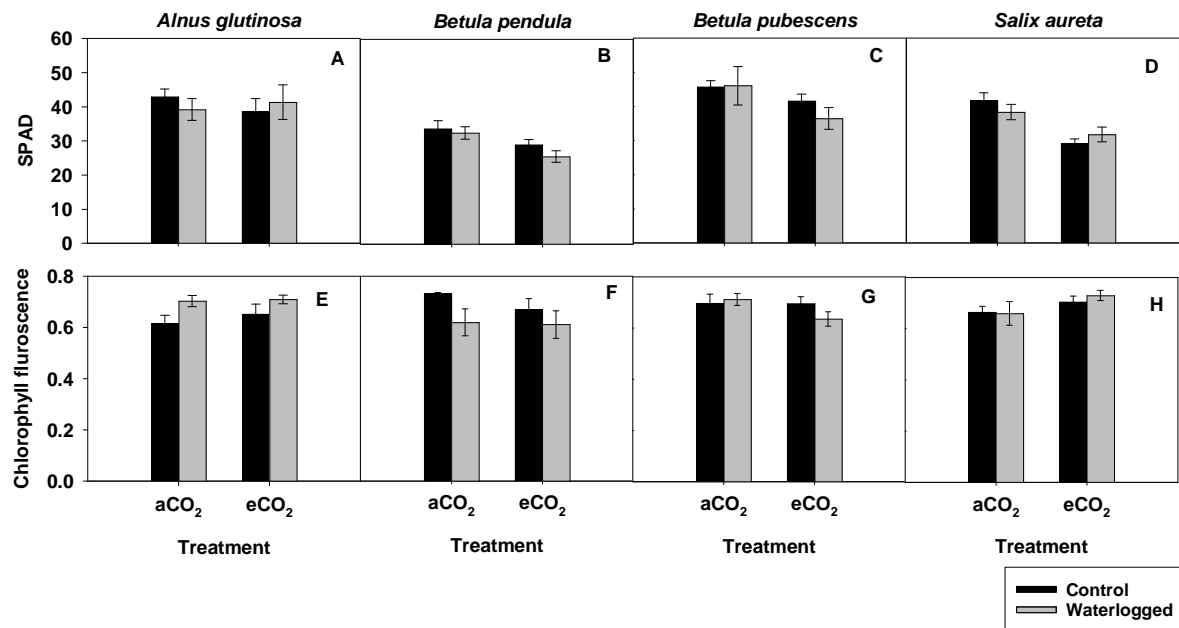 Alnus glutinosa
Betula pendula
Betula pubescens
Salix aureta
SPAD
60
50
40
30
20
10
0
A
B
C
D
Chlorophyll fluroscence
0.8
0.6
0.4
0.2
0.0
E
F
G
H
aCO₂ eCO₂
aCO₂ eCO₂
aCO₂ eCO₂
aCO₂ eCO₂
Treatment
Treatment
Treatment
Treatment
Control
Waterlogged